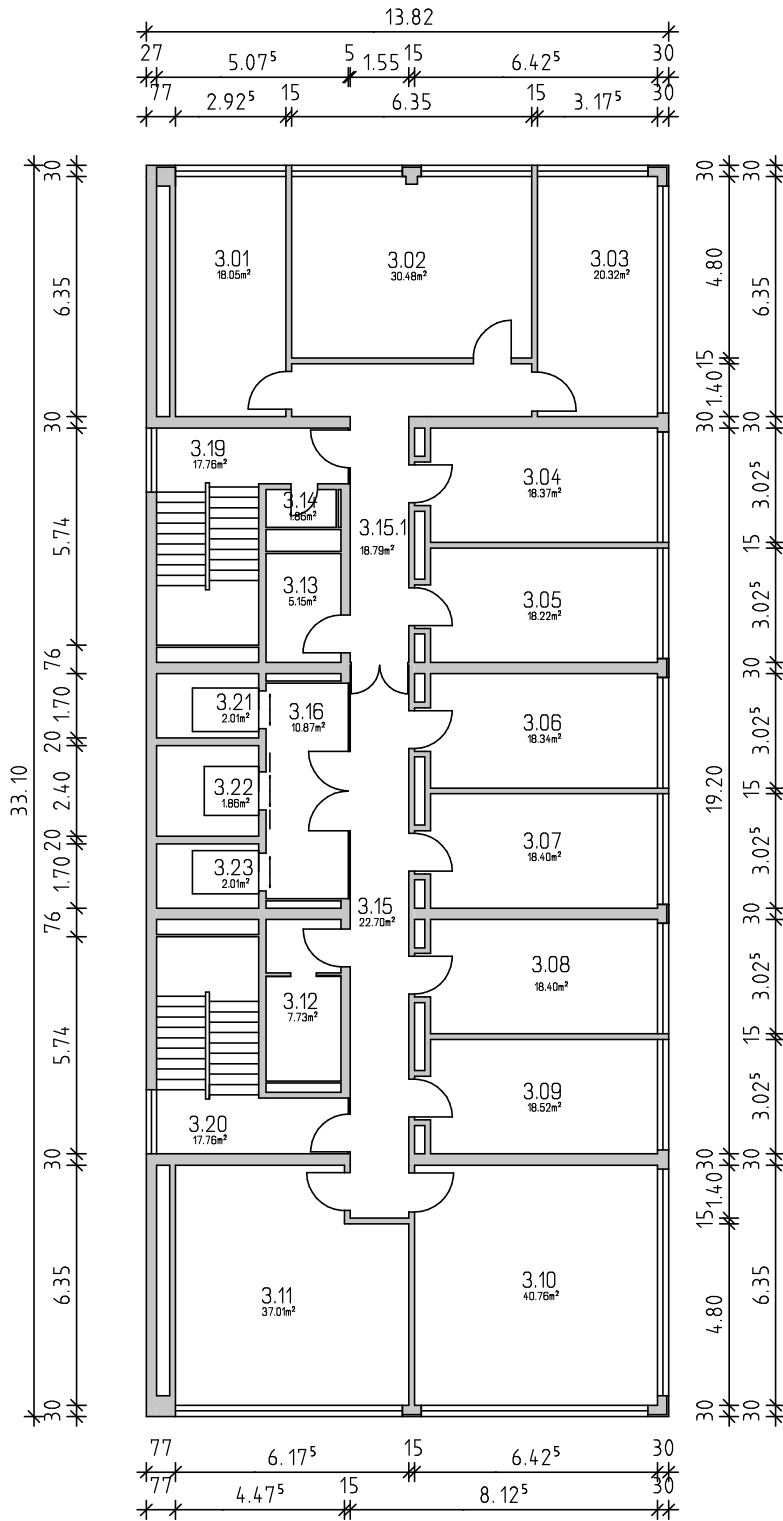 13.82
27 5.07⁵ 5 1.55 15 6.42⁵ 30
77 2.92⁵ 15 6.35 15 3.17⁵ 30
30 6.35 30 5.74 76 1.70 20 2.40 20 1.70 76 5.74 30 6.35 30
33.10
3.01
18.05m²
3.02
30.48m²
3.03
20.32m²
3.19
17.76m²
3.04
18.37m²
3.14
1.86m²
3.15.1
18.79m²
3.13
5.15m²
3.05
18.22m²
3.21
2.01m²
3.16
10.87m²
3.06
18.34m²
3.22
1.86m²
3.07
18.40m²
3.23
2.01m²
3.15
22.70m²
3.08
18.40m²
3.12
7.73m²
3.09
18.52m²
3.20
17.76m²
3.11
37.01m²
3.10
40.76m²
30 4.80 15 1.40 30 19.20 30 1.40 15 4.80 30
30 6.35 30 3.02⁵ 15 3.02⁵ 30 3.02⁵ 15 3.02⁵ 30 3.02⁵ 15 3.02⁵ 30 6.35 30
77 6.17⁵ 15 6.42⁵ 30
77 4.47⁵ 15 8.12⁵ 30